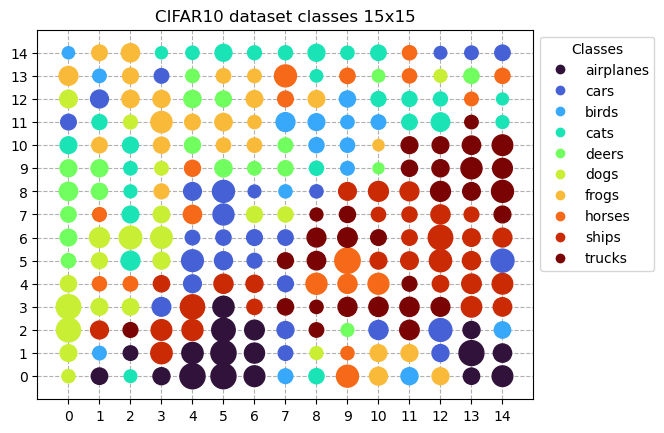 CIFAR10 dataset classes 15x15
14
13
12
11
10
9
8
7
6
5
4
3
2
1
0
0 1 2 3 4 5 6 7 8 9 10 11 12 13 14
Classes
airplanes
cars
birds
cats
deers
dogs
frogs
horses
ships
trucks